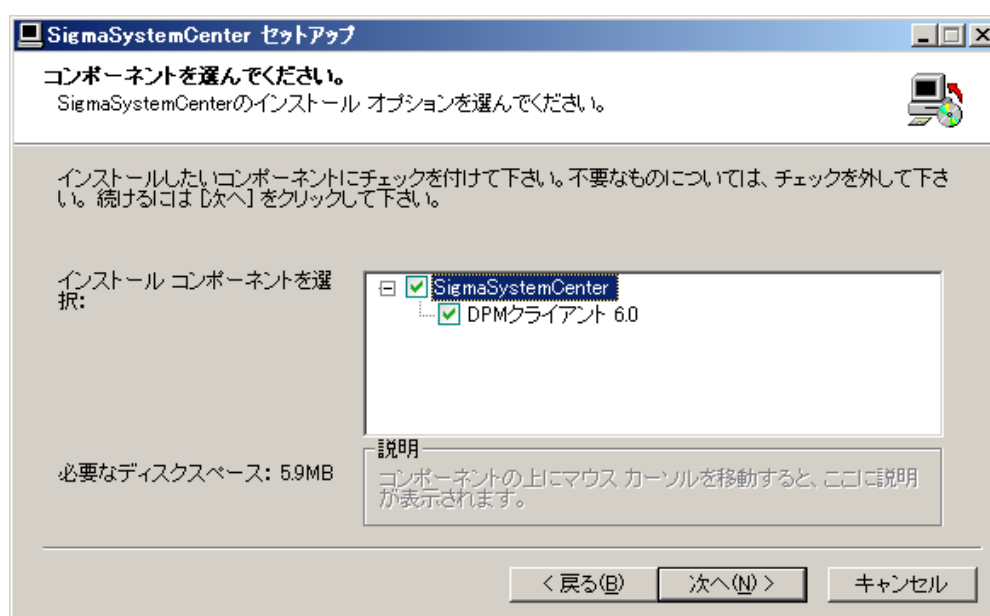 SigmaSystemCenter セットアップ
コンポーネントを選んでください。
SigmaSystemCenterのインストール オプションを選んでください。
インストールしたいコンポーネントにチェックを付けて下さい。不要なものについては、チェックを外して下さ
い。続けるには [次へ] をクリックして下さい。
インストール コンポーネントを選
択:
SigmaSystemCenter
DPMクライアント 6.0
必要なディスクスペース: 5.9MB
説明
コンポーネントの上にマウス カーソルを移動すると、ここに説明
が表示されます。
< 戻る(B)
次へ(N) >
キャンセル